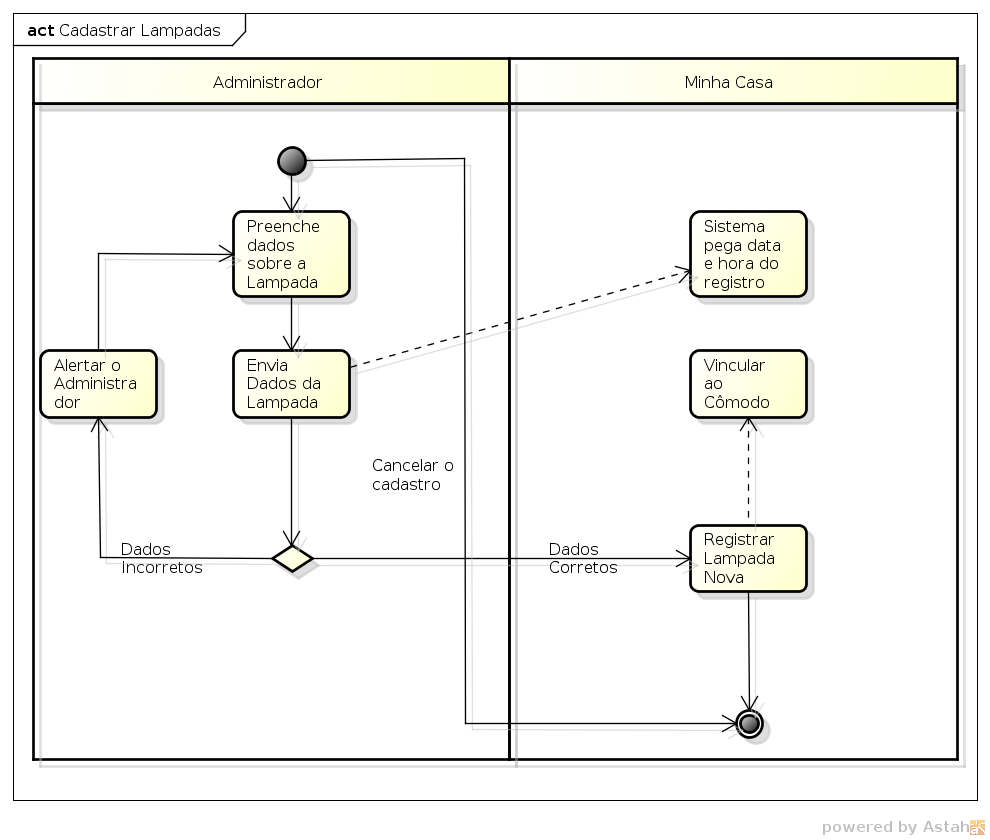 act Cadastrar Lampadas
Administrador
Minha Casa
Preenche
dados
sobre a
Lampada
Sistema
pega data
e hora do
registro
Alertar o
Administra
dor
Envia
Dados da
Lampada
Vincular
ao
Cômodo
Cancelar o
cadastro
Dados
Incorretos
Dados
Corretos
Registrar
Lampada
Nova
powered by Astah